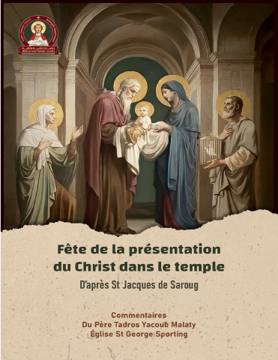 Fête de la présentation
du Christ dans le temple
D'après St Jacques de Saroug
Commentaires
Du Père Tadros Yacoub Malaty
Église St George Sporting